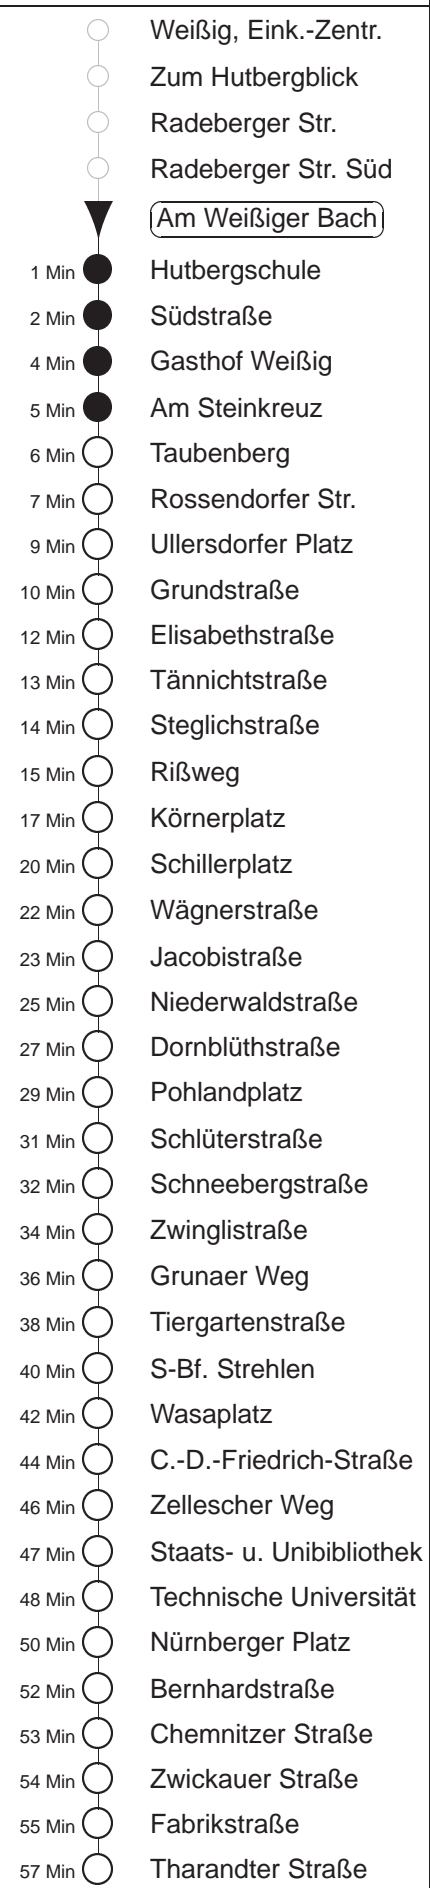 Weißig, Eink.-Zentr.
Zum Hutbergblick
Radeberger Str.
Radeberger Str. Süd
Am Weißiger Bach
1 Min Hutbergschule
2 Min Südstraße
4 Min Gasthof Weißig
5 Min Am Steinkreuz
6 Min Taubenberg
7 Min Rossendorfer Str.
9 Min Ullersdorfer Platz
10 Min Grundstraße
12 Min Elisabethstraße
13 Min Tännichtstraße
14 Min Steglichstraße
15 Min Rißweg
17 Min Körnerplatz
20 Min Schillerplatz
22 Min Wägnerstraße
23 Min Jacobistraße
25 Min Niederwaldstraße
27 Min Dornblüthstraße
29 Min Pohlandplatz
31 Min Schlüterstraße
32 Min Schneebergstraße
34 Min Zwinglistraße
36 Min Grunaer Weg
38 Min Tiergartenstraße
40 Min S-Bf. Strehlen
42 Min Wasaplatz
44 Min C.-D.-Friedrich-Straße
46 Min Zellescher Weg
47 Min Staats- u. Unibibliothek
48 Min Technische Universität
50 Min Nürnberger Platz
52 Min Bernhardstraße
53 Min Chemnitzer Straße
54 Min Zwickauer Straße
55 Min Fabrikstraße
57 Min Tharandter Straße